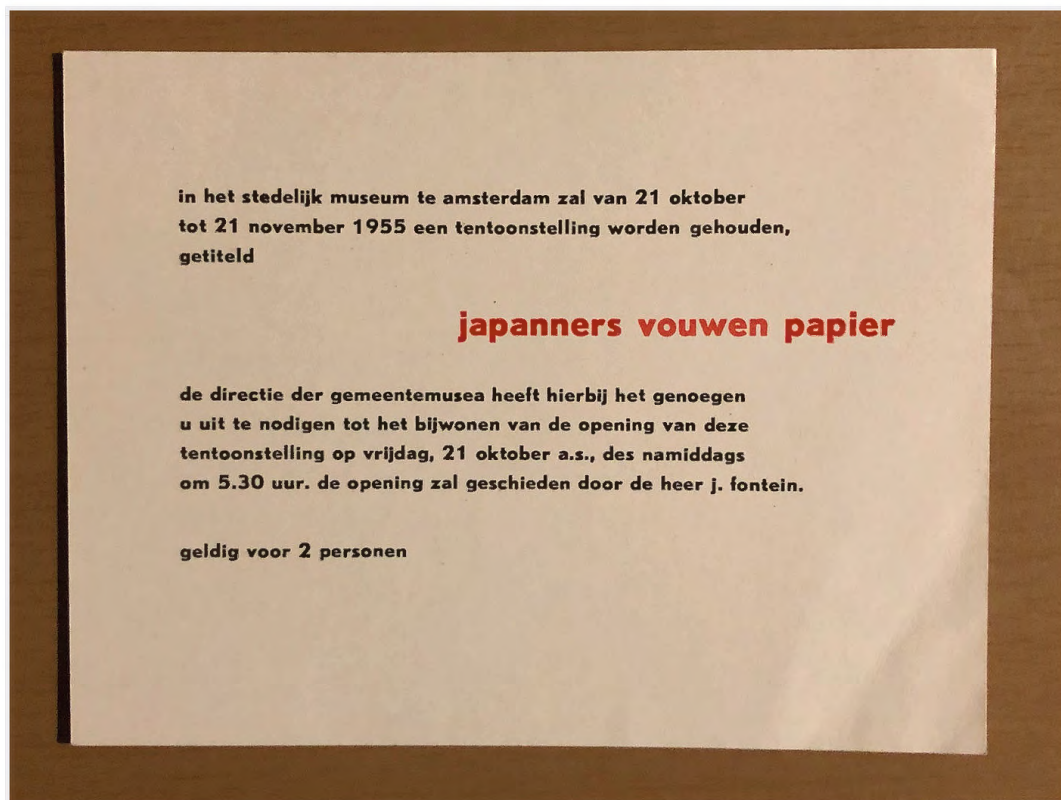 in het stedelijk museum te amsterdam zal van 21 oktober
tot 21 november 1955 een tentoonstelling worden gehouden,
getiteld
japanners vouwen papier
de directie der gemeentemusea heeft hierbij het genoegen
u uit te nodigen tot het bijwonen van de opening van deze
tentoonstelling op vrijdag, 21 oktober a.s., des namiddags
om 5.30 uur. de opening zal geschieden door de heer j. fontein.
geldig voor 2 personen